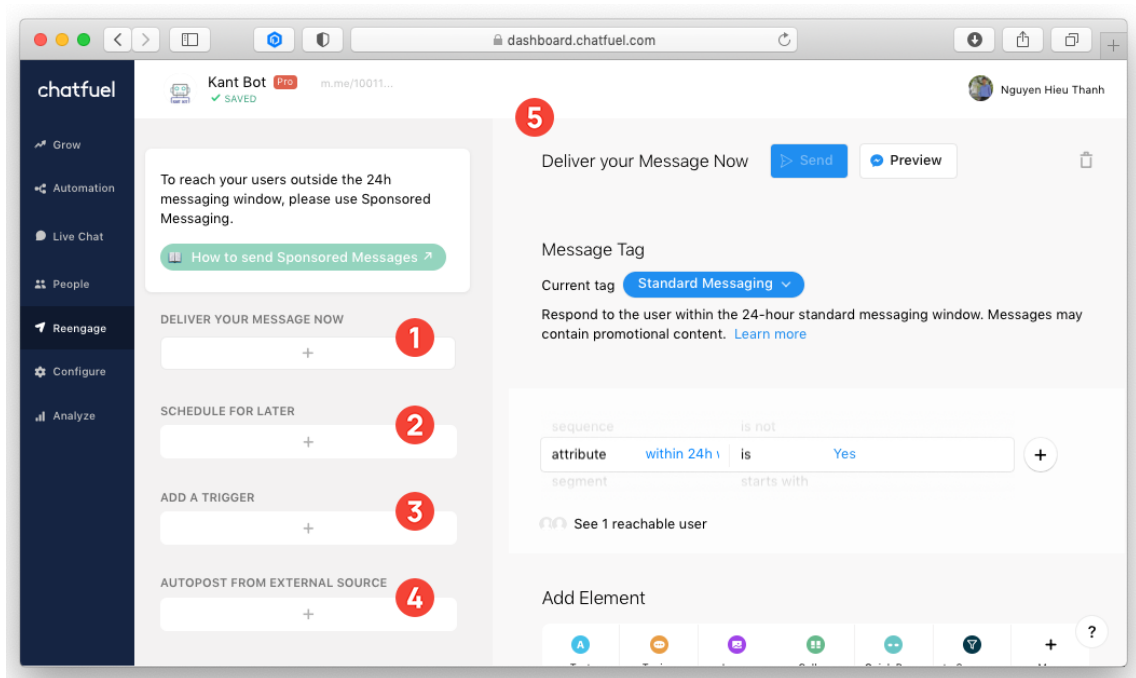 dashboard.chatfuel.com
chatfuel
Kant Bot Pro m.me/10011...
SAVED
Nguyen Hieu Thanh
Grow
Automation
Live Chat
People
Reengage
Configure
Analyze
To reach your users outside the 24h
messaging window, please use Sponsored
Messaging.
How to send Sponsored Messages ↗
DELIVER YOUR MESSAGE NOW
1
+
SCHEDULE FOR LATER
2
+
ADD A TRIGGER
3
+
AUTOPOST FROM EXTERNAL SOURCE
4
+
5
Deliver your Message Now
Send
Preview
Message Tag
Current tag Standard Messaging
Respond to the user within the 24-hour standard messaging window. Messages may
contain promotional content. Learn more
sequence is not
attribute within 24h is Yes
+
segment starts with
See 1 reachable user
Add Element
A
+
?